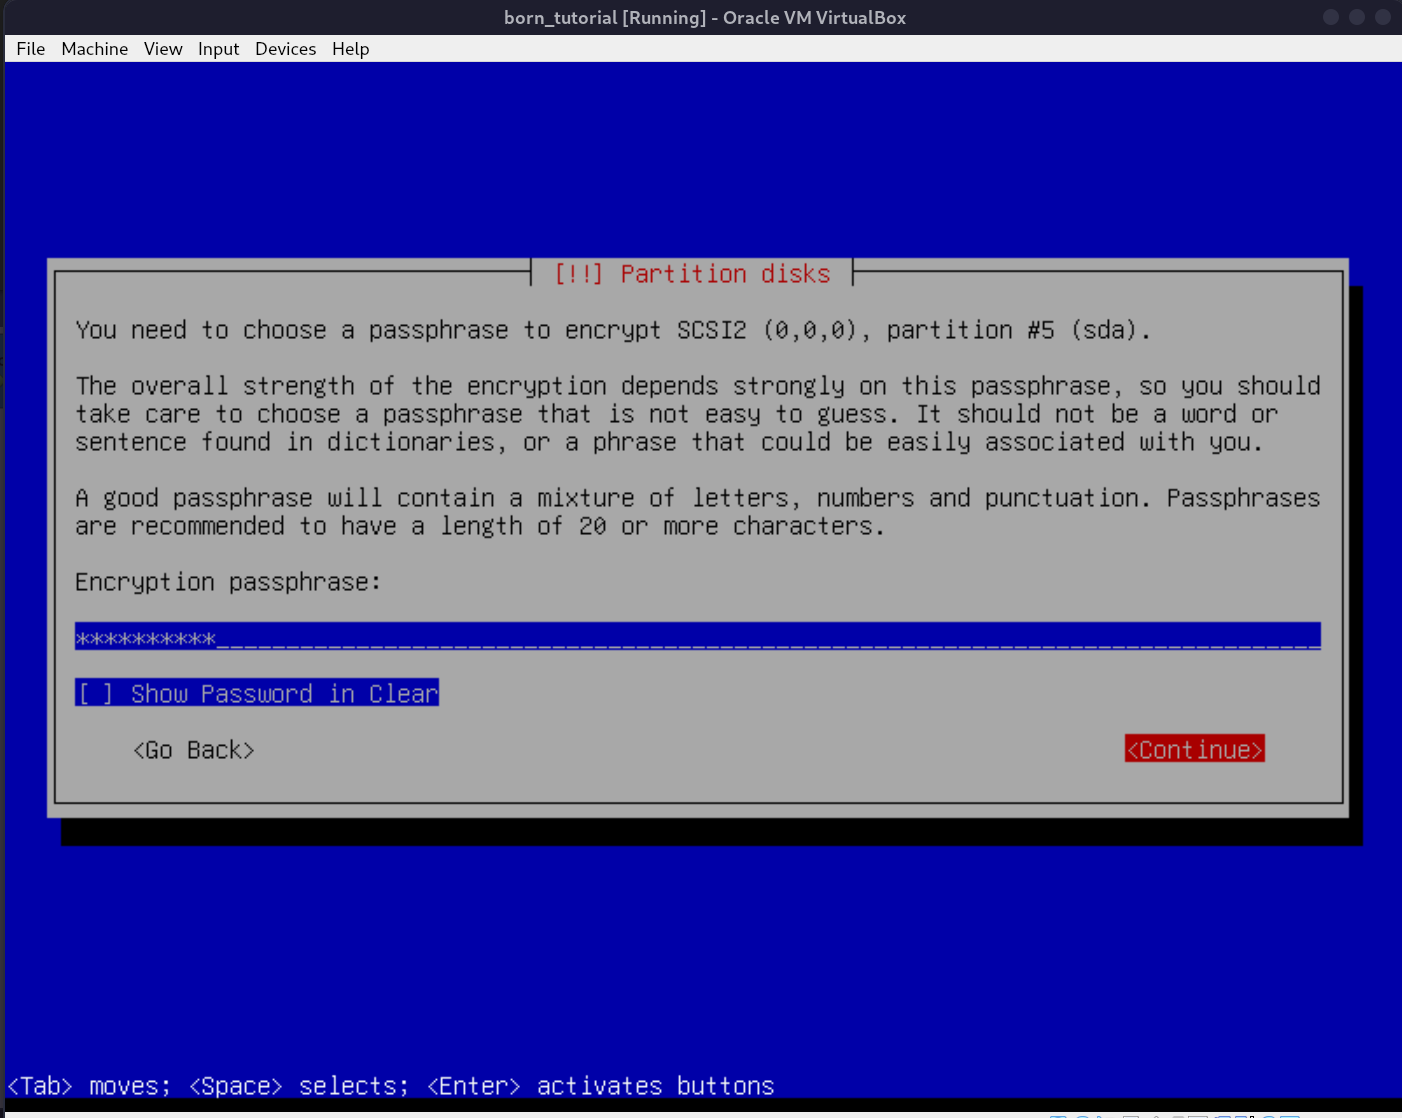 born_tutorial [Running] - Oracle VM VirtualBox
File Machine View Input Devices Help
[!!] Partition disks
You need to choose a passphrase to encrypt SCSI2 (0,0,0), partition #5 (sda).
The overall strength of the encryption depends strongly on this passphrase, so you should
take care to choose a passphrase that is not easy to guess. It should not be a word or
sentence found in dictionaries, or a phrase that could be easily associated with you.
A good passphrase will contain a mixture of letters, numbers and punctuation. Passphrases
are recommended to have a length of 20 or more characters.
Encryption passphrase:
**********
[ ] Show Password in Clear
<Go Back> <Continue>
<Tab> moves; <Space> selects; <Enter> activates buttons